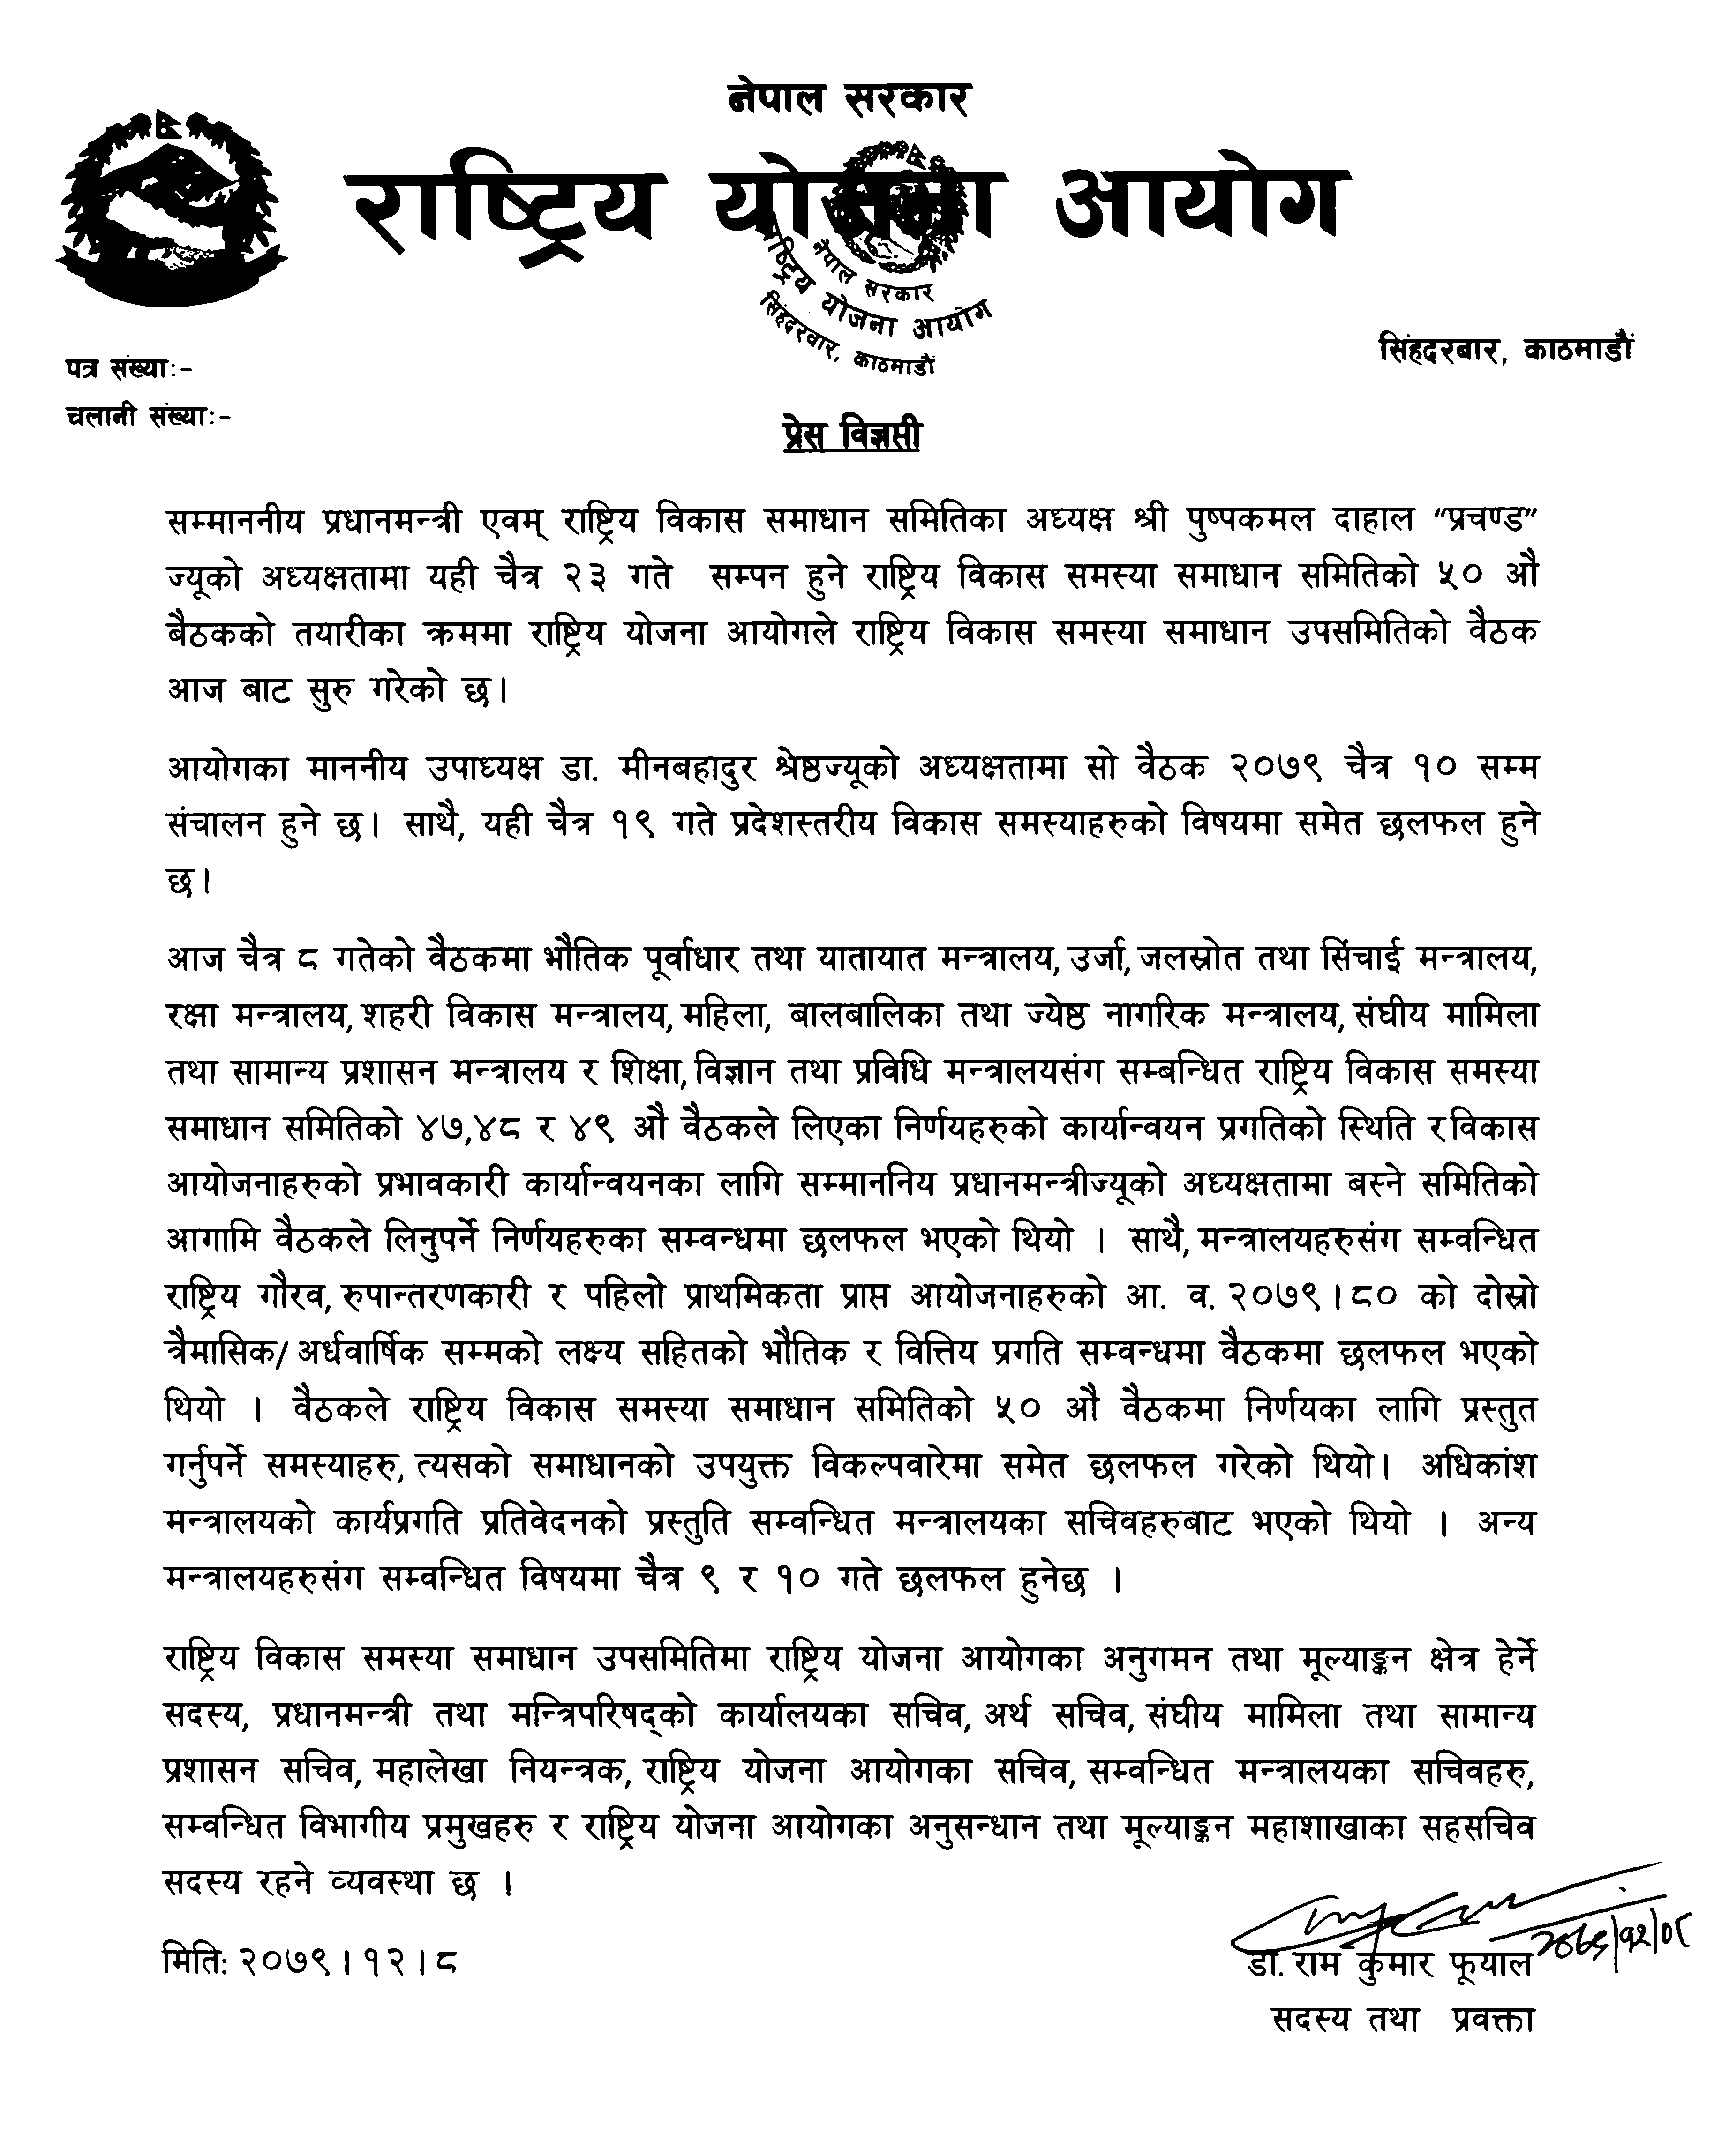 नेपाल सरकार
राष्ट्रिय योजना आयोग
नेपाल सरकार
राष्ट्रिय योजना आयोग
सिंहदरवार, काठमाडौं
सिंहदरबार, काठमाडौं
पत्र संख्याः-
चलानी संख्याः-
प्रेस विज्ञप्ती
सम्माननीय प्रधानमन्त्री एवम् राष्ट्रिय विकास समाधान समितिका अध्यक्ष श्री पुष्पकमल दाहाल “प्रचण्ड”
ज्यूको अध्यक्षतामा यही चैत्र २३ गते सम्पन हुने राष्ट्रिय विकास समस्या समाधान समितिको ५० औ
बैठकको तयारीका क्रममा राष्ट्रिय योजना आयोगले राष्ट्रिय विकास समस्या समाधान उपसमितिको वैठक
आज बाट सुरु गरेको छ।
आयोगका माननीय उपाध्यक्ष डा. मीनबहादुर श्रेष्ठज्यूको अध्यक्षतामा सो वैठक २०७९ चैत्र १० सम्म
संचालन हुने छ। साथै, यही चैत्र १९ गते प्रदेशस्तरीय विकास समस्याहरुको विषयमा समेत छलफल हुने
छ।
आज चैत्र ८ गतेको वैठकमा भौतिक पूर्वाधार तथा यातायात मन्त्रालय, उर्जा, जलस्रोत तथा सिंचाई मन्त्रालय,
रक्षा मन्त्रालय, शहरी विकास मन्त्रालय, महिला, बालबालिका तथा ज्येष्ठ नागरिक मन्त्रालय, संघीय मामिला
तथा सामान्य प्रशासन मन्त्रालय र शिक्षा, विज्ञान तथा प्रविधि मन्त्रालयसंग सम्बन्धित राष्ट्रिय विकास समस्या
समाधान समितिको ४७,४८ र ४९ औ वैठकले लिएका निर्णयहरुको कार्यान्वयन प्रगतिको स्थिति र विकास
आयोजनाहरुको प्रभावकारी कार्यान्वयनका लागि सम्माननिय प्रधानमन्त्रीज्यूको अध्यक्षतामा बस्ने समितिको
आगामि वैठकले लिनुपर्ने निर्णयहरुका सम्वन्धमा छलफल भएको थियो । साथै, मन्त्रालयहरुसंग सम्वन्धित
राष्ट्रिय गौरव, रुपान्तरणकारी र पहिलो प्राथमिकता प्राप्त आयोजनाहरुको आ. व. २०७९।८० को दोस्रो
त्रैमासिक/ अर्धवार्षिक सम्मको लक्ष्य सहितको भौतिक र वित्तिय प्रगति सम्वन्धमा वैठकमा छलफल भएको
थियो । वैठकले राष्ट्रिय विकास समस्या समाधान समितिको ५० औ वैठकमा निर्णयका लागि प्रस्तुत
गर्नुपर्ने समस्याहरु, त्यसको समाधानको उपयुक्त विकल्पवारेमा समेत छलफल गरेको थियो। अधिकांश
मन्त्रालयको कार्यप्रगति प्रतिवेदनको प्रस्तुति सम्वन्धित मन्त्रालयका सचिवहरुबाट भएको थियो । अन्य
मन्त्रालयहरुसंग सम्वन्धित विषयमा चैत्र ९ र १० गते छलफल हुनेछ ।
राष्ट्रिय विकास समस्या समाधान उपसमितिमा राष्ट्रिय योजना आयोगका अनुगमन तथा मूल्याङ्कन क्षेत्र हेर्ने
सदस्य, प्रधानमन्त्री तथा मन्त्रिपरिषद्को कार्यालयका सचिव, अर्थ सचिव, संघीय मामिला तथा सामान्य
प्रशासन सचिव, महालेखा नियन्त्रक, राष्ट्रिय योजना आयोगका सचिव, सम्वन्धित मन्त्रालयका सचिवहरु,
सम्वन्धित विभागीय प्रमुखहरु र राष्ट्रिय योजना आयोगका अनुसन्धान तथा मूल्याङ्कन महाशाखाका सहसचिव
सदस्य रहने व्यवस्था छ ।
मिति: २०७९।१२।८
डा. राम कुमार फूयाल
सदस्य तथा प्रवक्ता